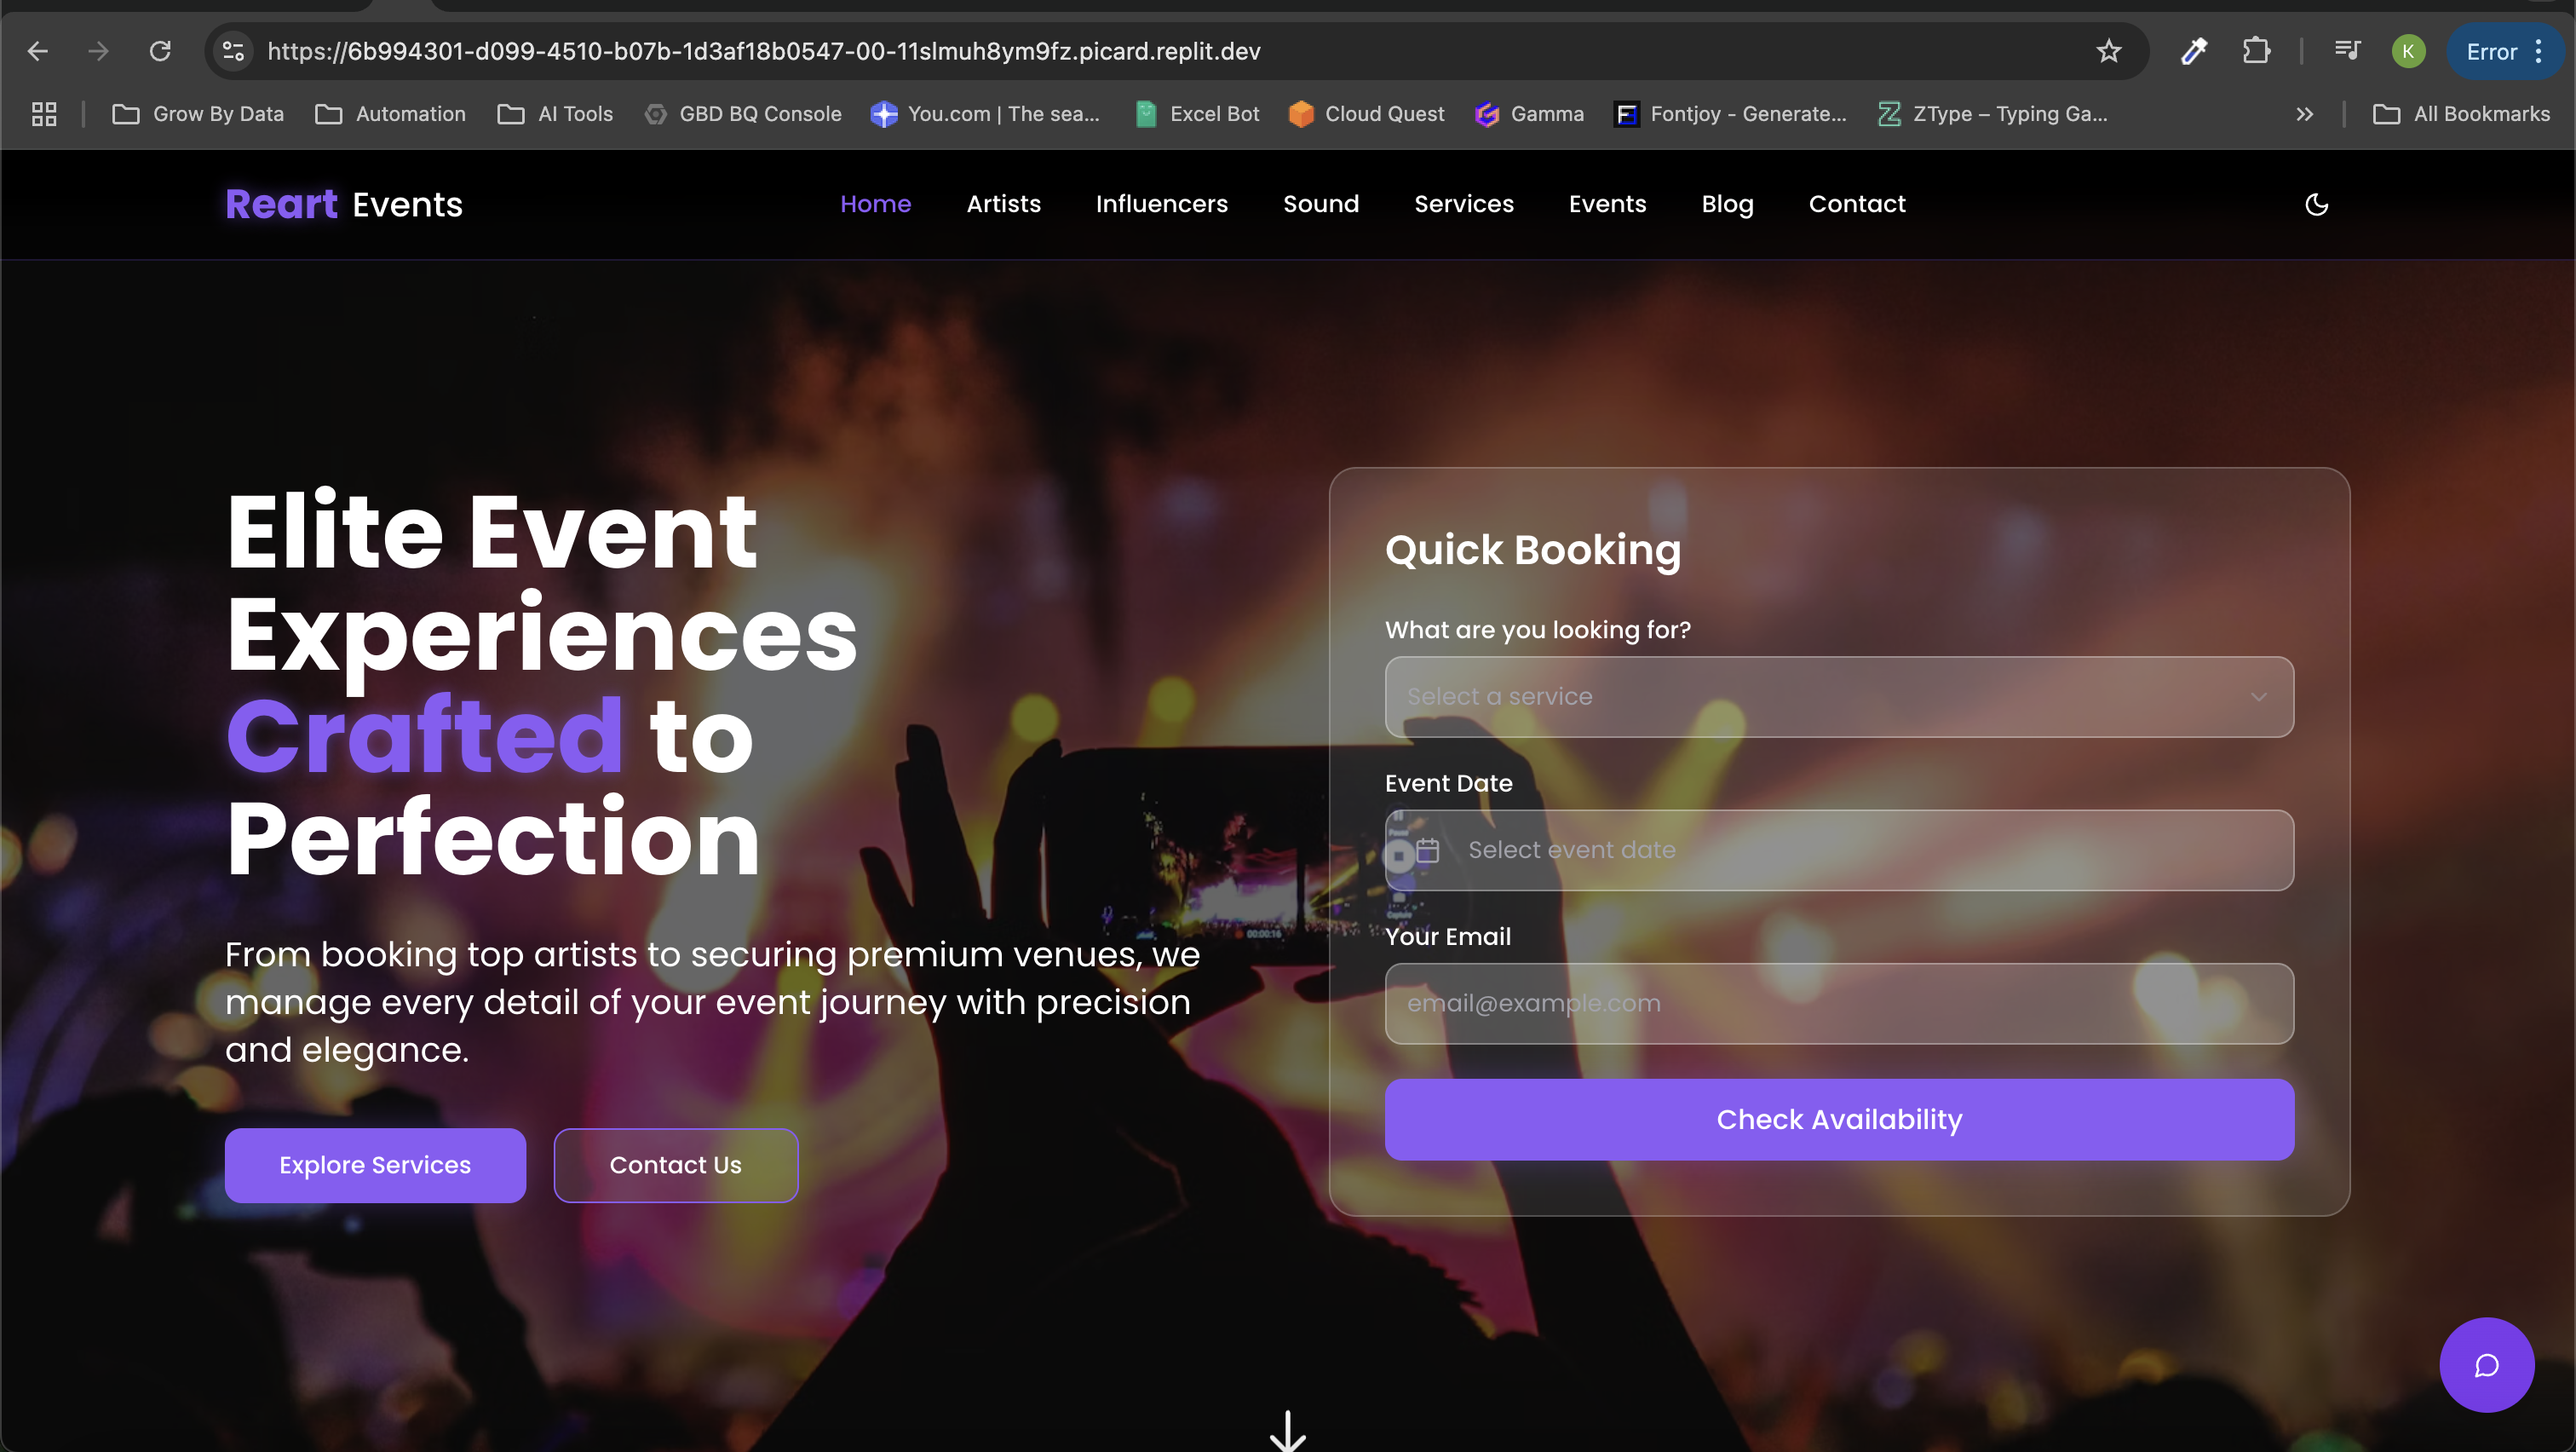 https://6b994301-d099-4510-b07b-1d3af18b0547-00-11slmuh8ym9fz.picard.replit.dev
K
Error
Grow By Data
Automation
AI Tools
GBD BQ Console
You.com | The sea...
Excel Bot
Cloud Quest
Gamma
Fontjoy - Generate...
ZType – Typing Ga...
All Bookmarks
Reart Events
Home
Artists
Influencers
Sound
Services
Events
Blog
Contact
Elite Event
Experiences
Crafted to
Perfection
From booking top artists to securing premium venues, we
manage every detail of your event journey with precision
and elegance.
Explore Services
Contact Us
Quick Booking
What are you looking for?
Select a service
Event Date
Select event date
Your Email
email@example.com
Check Availability
00:00:16
Pause
Capture